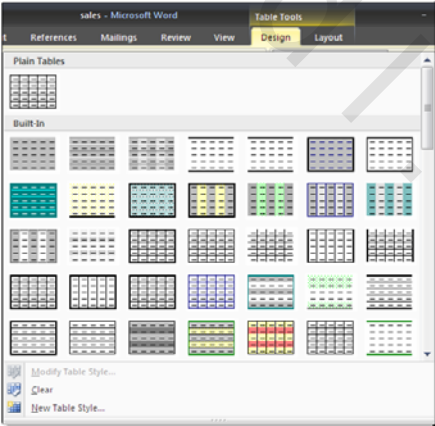 sales - Microsoft Word Table Tools
t References Mailings Review View Design Layout
Plain Tables
Built-In
Modify Table Style...
Clear
New Table Style...